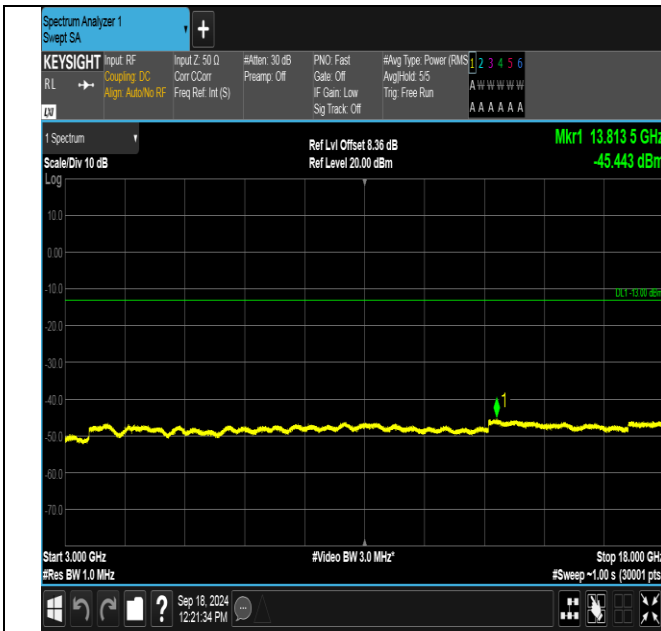 Spectrum Analyzer 1
Swept SA
+
KEYSIGHT Input: RF Input Z: 50 Ω #Atten: 30 dB PNO: Fast #Avg Type: Power (RMS 1 2 3 4 5 6
RL Coupling: DC Corr CCorr Preamp: Off Gate: Off Avg|Hold: 5/5 A W W W W W
Align: Auto/No RF Freq Ref: Int (S) IF Gain: Low Trig: Free Run
LXI Sig Track: Off A A A A A A
1 Spectrum Ref Lvl Offset 8.36 dB Mkr1 13.813 5 GHz
Scale/Div 10 dB Ref Level 20.00 dBm -45.443 dBm
Log
10.0
0.00
-10.0
DL1 -13.00 dBm
-20.0
-30.0
-40.0
1
-50.0
-60.0
-70.0
Start 3.000 GHz #Video BW 3.0 MHz* Stop 18.000 GHz
#Res BW 1.0 MHz #Sweep ~1.00 s (30001 pts
? Sep 18, 2024
12:21:34 PM